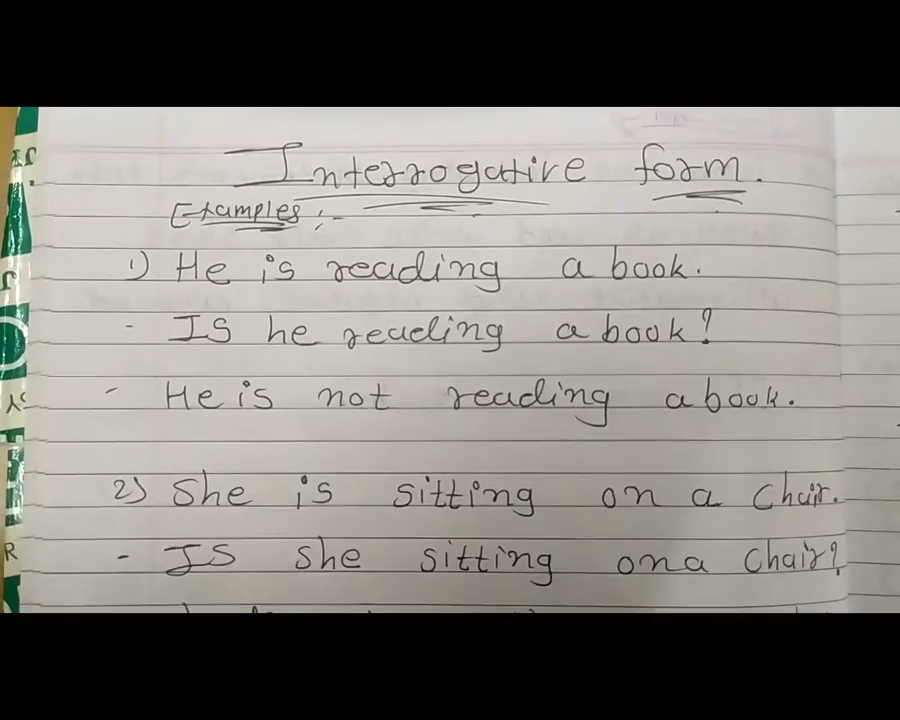 Interrogative form.
Examples :-
1) He is reading a book.
- Is he reading a book?
- He is not reading a book.
2) She is sitting on a chair.
- Is she sitting on a chair?